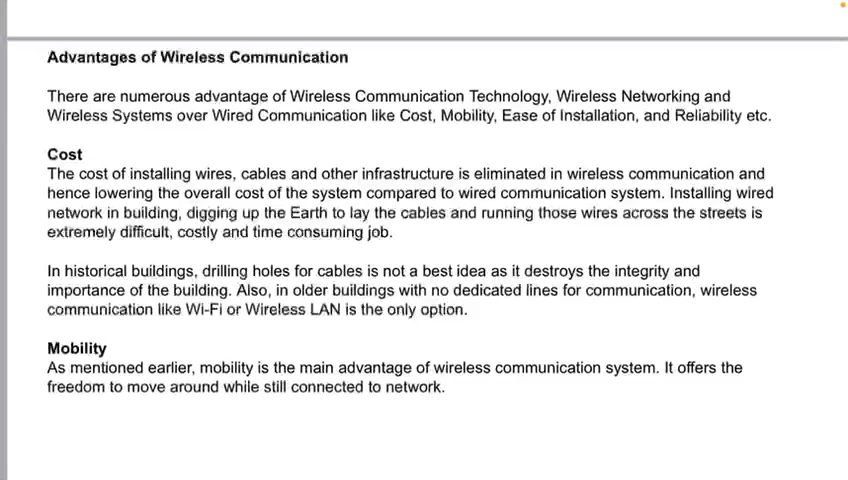 Advantages of Wireless Communication
There are numerous advantage of Wireless Communication Technology, Wireless Networking and
Wireless Systems over Wired Communication like Cost, Mobility, Ease of Installation, and Reliability etc.
Cost
The cost of installing wires, cables and other infrastructure is eliminated in wireless communication and
hence lowering the overall cost of the system compared to wired communication system. Installing wired
network in building, digging up the Earth to lay the cables and running those wires across the streets is
extremely difficult, costly and time consuming job.
In historical buildings, drilling holes for cables is not a best idea as it destroys the integrity and
importance of the building. Also, in older buildings with no dedicated lines for communication, wireless
communication like Wi-Fi or Wireless LAN is the only option.
Mobility
As mentioned earlier, mobility is the main advantage of wireless communication system. It offers the
freedom to move around while still connected to network.